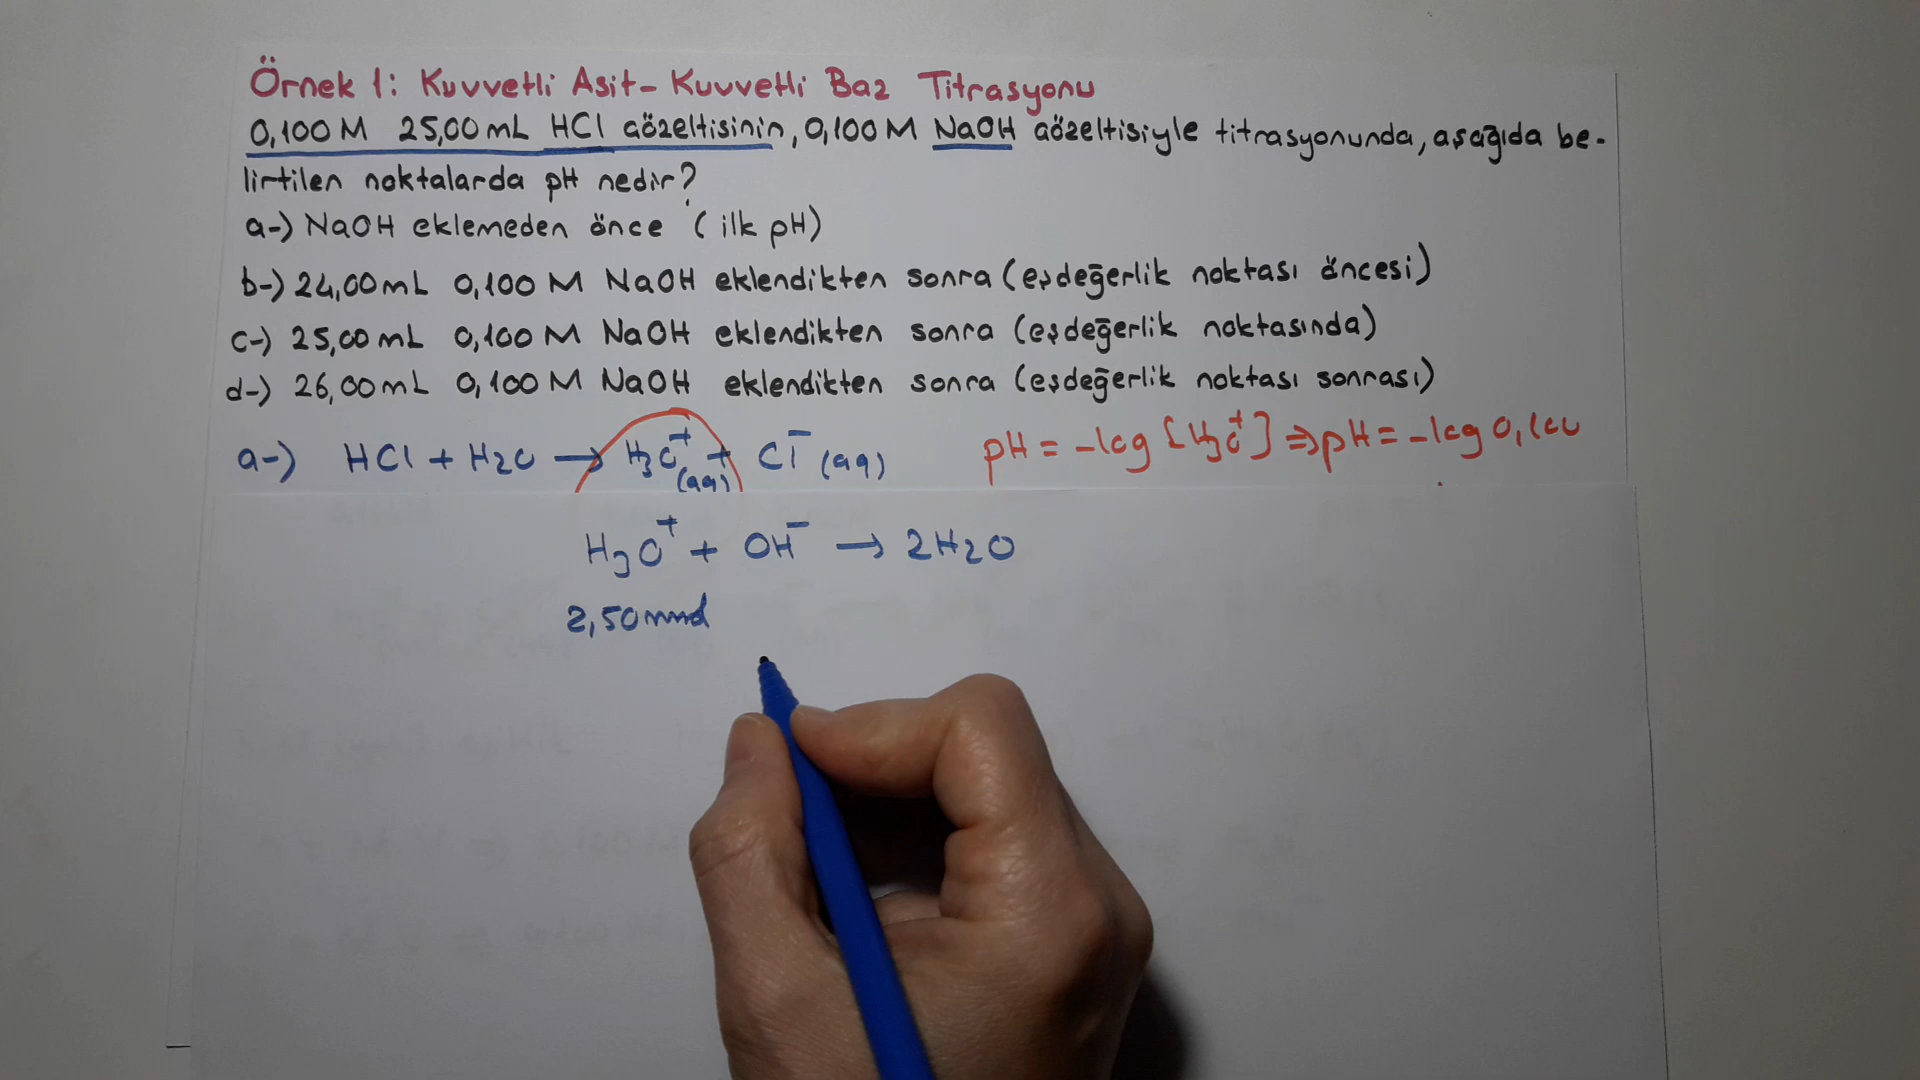 Örnek 1: Kuvvetli Asit-Kuvvetli Baz Titrasyonu
0,100 M 25,00 mL HCl çözeltisinin, 0,100 M NaOH çözeltisiyle titrasyonunda, aşağıda be-
lirtilen noktalarda pH nedir?
a-) NaOH eklemeden önce (ilk pH)
b-) 24,00 mL 0,100 M NaOH eklendikten sonra (eşdeğerlik noktası öncesi)
c-) 25,00 mL 0,100 M NaOH eklendikten sonra (eşdeğerlik noktasında)
d-) 26,00 mL 0,100 M NaOH eklendikten sonra (eşdeğerlik noktası sonrası)
a-) HCl + H2O → H3O+ (aq) + Cl- (aq) pH = -log [H3O+] ⇒ pH = -log 0,100
H3O+ + OH- → 2H2O
2,50 mmol